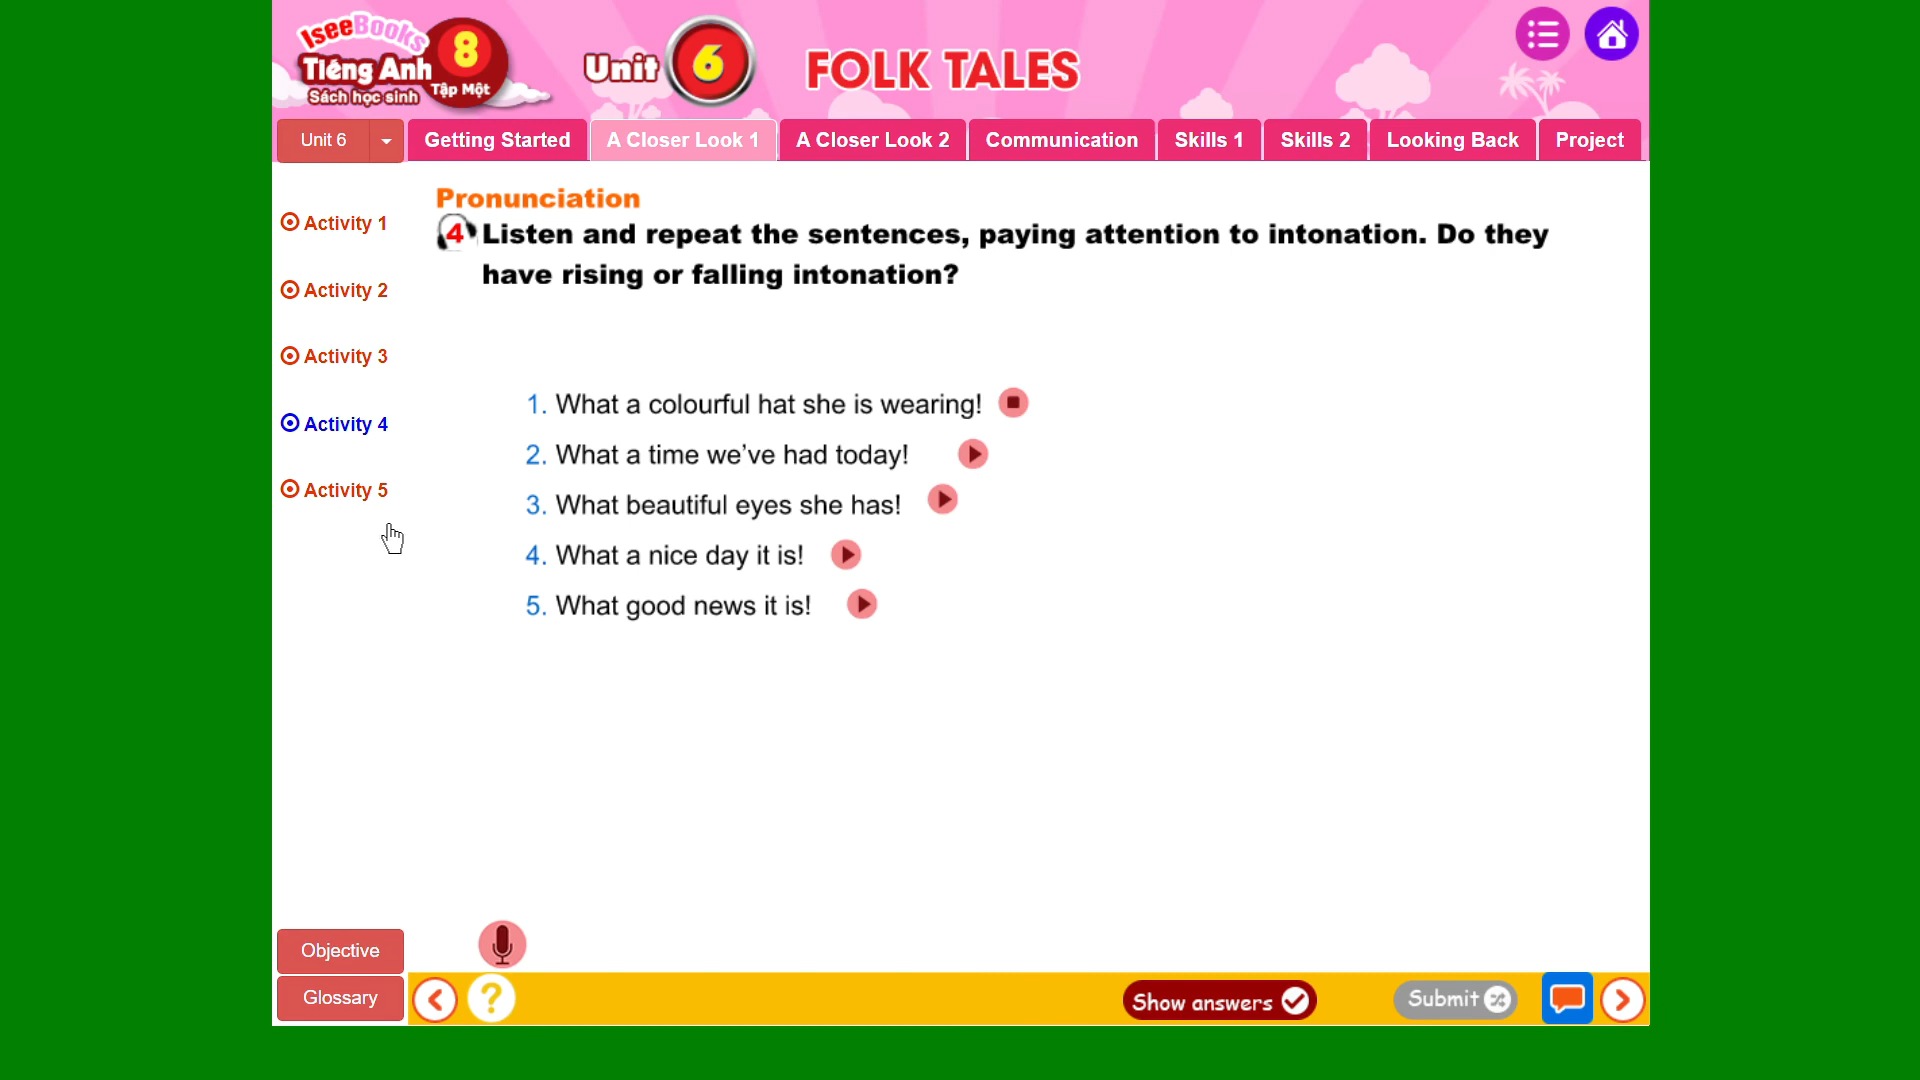 IseeBooks
Tiếng Anh 8
Sách học sinh Tập Một
Unit 6 FOLK TALES
Unit 6 Getting Started A Closer Look 1 A Closer Look 2 Communication Skills 1 Skills 2 Looking Back Project
Activity 1
Activity 2
Activity 3
Activity 4
Activity 5
Pronunciation
4 Listen and repeat the sentences, paying attention to intonation. Do they
have rising or falling intonation?
1. What a colourful hat she is wearing!
2. What a time we’ve had today!
3. What beautiful eyes she has!
4. What a nice day it is!
5. What good news it is!
Objective
Glossary
? Show answers Submit